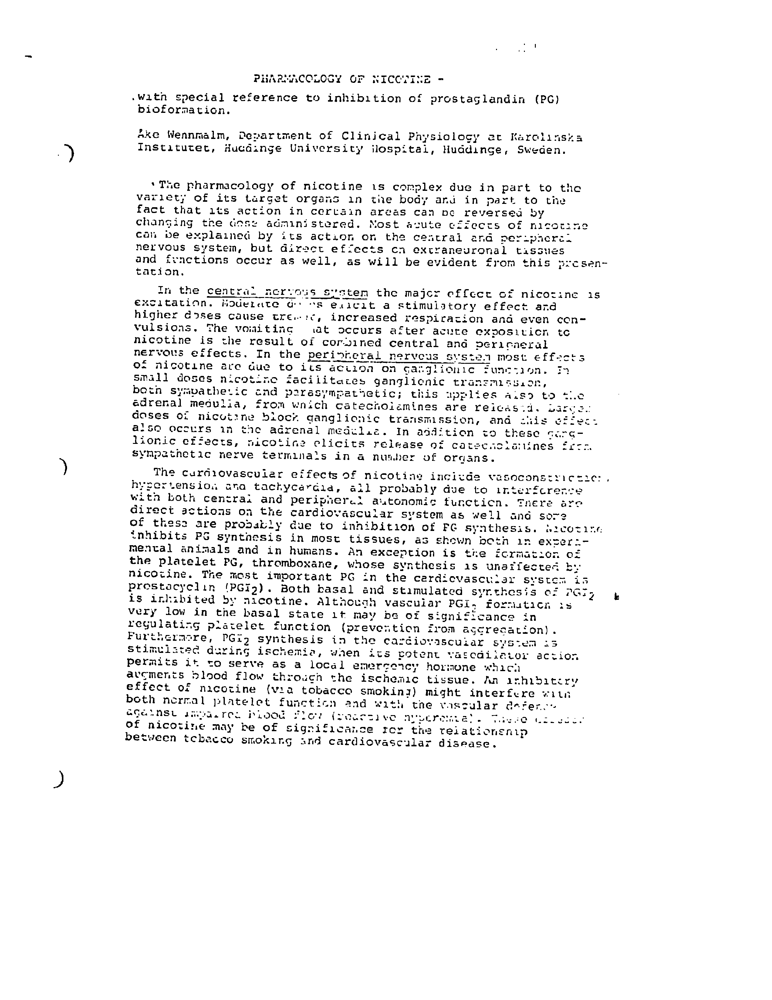 PHARMACOLOGY OF NICOTINE -
.with special reference to inhibition of prostaglandin (PG)
bioformation.
Åke Wennmalm, Department of Clinical Physiology at Karolinska
Institutet, Huddinge University Hospital, Huddinge, Sweden.
The pharmacology of nicotine is complex due in part to the
variety of its target organs in the body and in part to the
fact that its action in certain areas can be reversed by
changing the dose administered. Most acute effects of nicotine
can be explained by its action on the central and peripheral
nervous system, but direct effects on extraneuronal tissues
and functions occur as well, as will be evident from this presen-
tation.
In the central nervous system the major effect of nicotine is
excitation. Moderate elicit a stimulatory effect and
higher doses cause increased respiration and even con-
vulsions. The vomiting occurs after acute exposition to
nicotine is the result of combined central and peripheral
nervous effects. In the peripheral nervous system most effects
of nicotine are due to its action on ganglionic function. In
small doses nicotine facilitates ganglionic transmission,
both sympathetic and parasympathetic; this applies also to the
adrenal medulla, from which catecholamines are released. Larger
doses of nicotine block ganglionic transmission, and this effect
also occurs in the adrenal medulla. In addition to these gang-
lionic effects, nicotine elicits release of catecholamines from
sympathetic nerve terminals in a number of organs.
The cardiovascular effects of nicotine include vasoconstriction,
hypertension and tachycardia, all probably due to interference
with both central and peripheral autonomic function. There are
direct actions on the cardiovascular system as well and some
of these are probably due to inhibition of PG synthesis. Nicotine
inhibits PG synthesis in most tissues, as shown both in experi-
mental animals and in humans. An exception is the formation of
the platelet PG, thromboxane, whose synthesis is unaffected by
nicotine. The most important PG in the cardiovascular system is
prostacyclin (PGI2). Both basal and stimulated synthesis of PGI2
is inhibited by nicotine. Although vascular PGI2 formation is
very low in the basal state it may be of significance in
regulating platelet function (prevention from aggregation).
Furthermore, PGI2 synthesis in the cardiovascular system is
stimulated during ischemia, when its potent vasodilator action
permits it to serve as a local emergency hormone which
augments blood flow through the ischemic tissue. An inhibitory
effect of nicotine (via tobacco smoking) might interfere with
both normal platelet function and with the vascular defense
against impaired blood flow (reactive hyperemia). These
of nicotine may be of significance for the relationship
between tobacco smoking and cardiovascular disease.